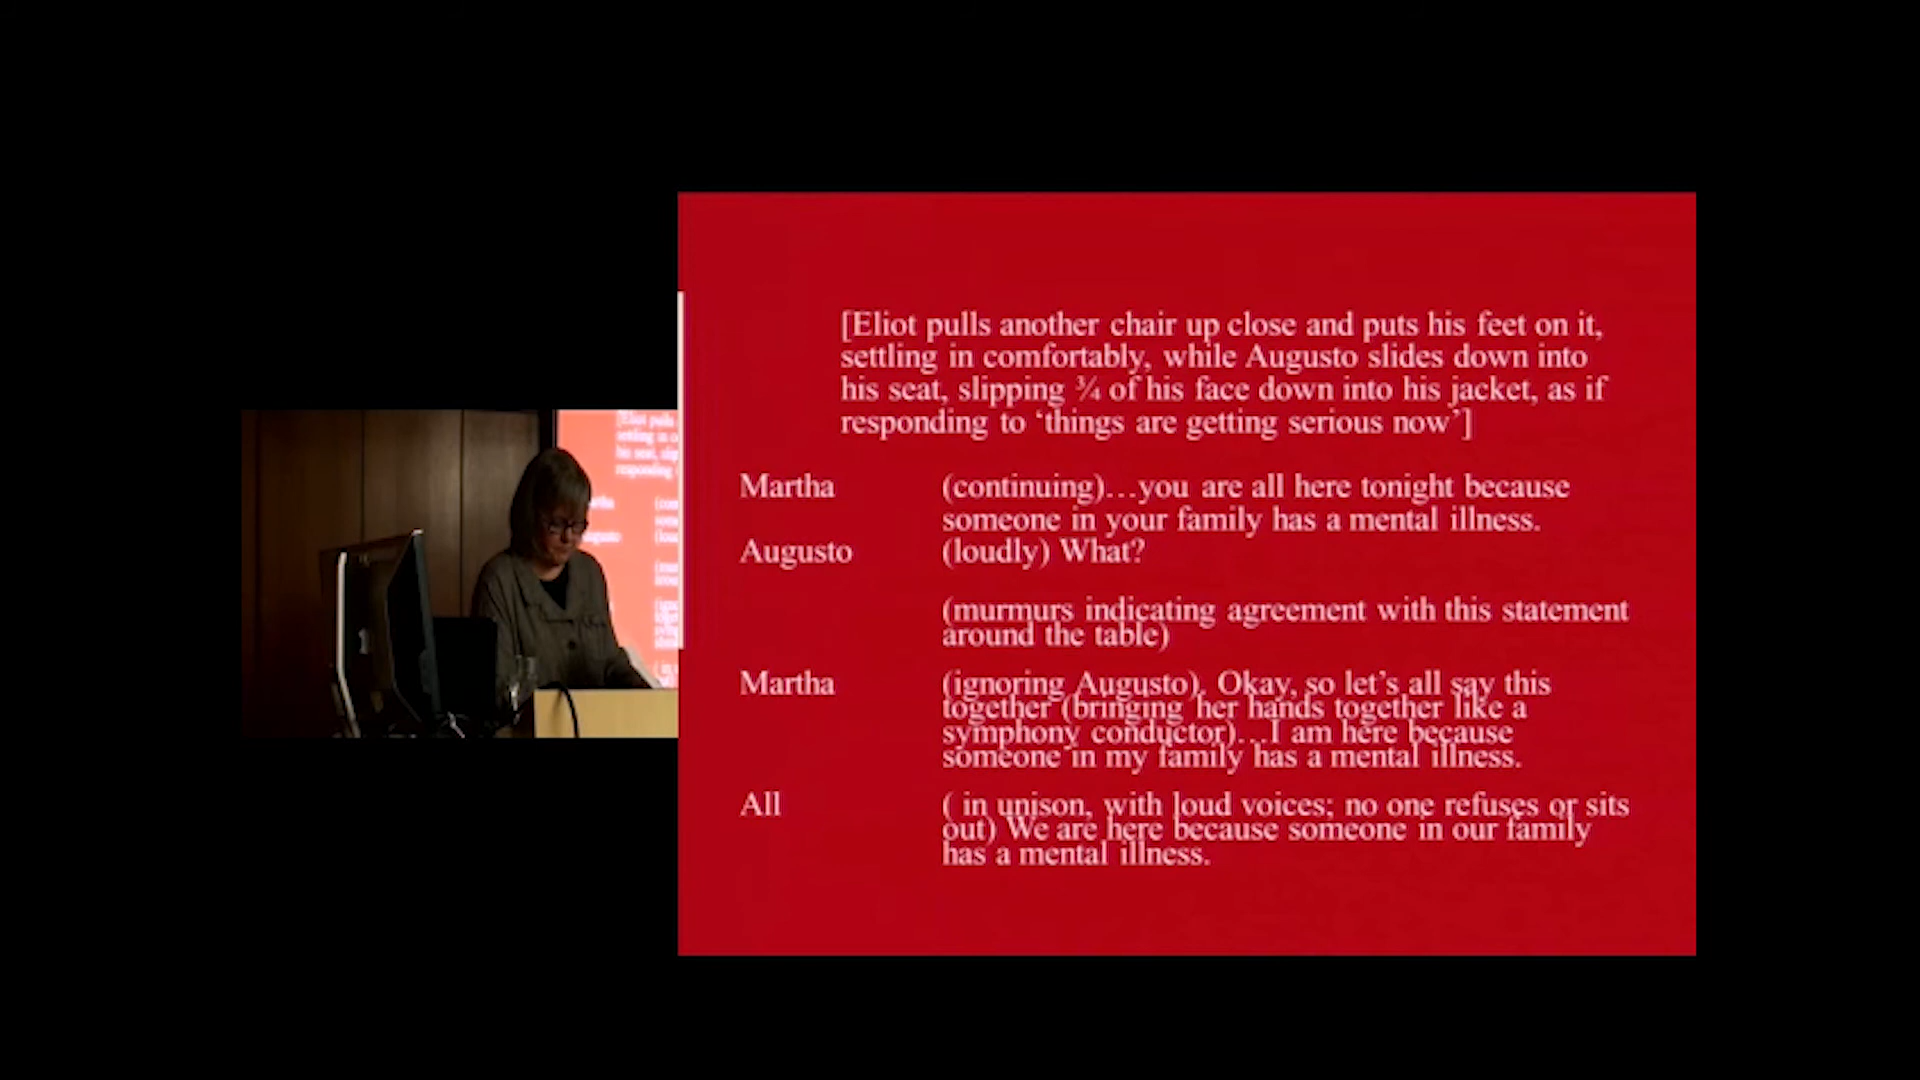 [Eliot pulls another chair up close and puts his feet on it,
settling in comfortably, while Augusto slides down into
his seat, slipping ¾ of his face down into his jacket, as if
responding to ‘things are getting serious now’]
Martha (continuing)…you are all here tonight because
someone in your family has a mental illness.
Augusto (loudly) What?
(murmurs indicating agreement with this statement
around the table)
Martha (ignoring Augusto). Okay, so let’s all say this
together (bringing her hands together like a
symphony conductor)…I am here because
someone in my family has a mental illness.
All ( in unison, with loud voices; no one refuses or sits
out) We are here because someone in our family
has a mental illness.